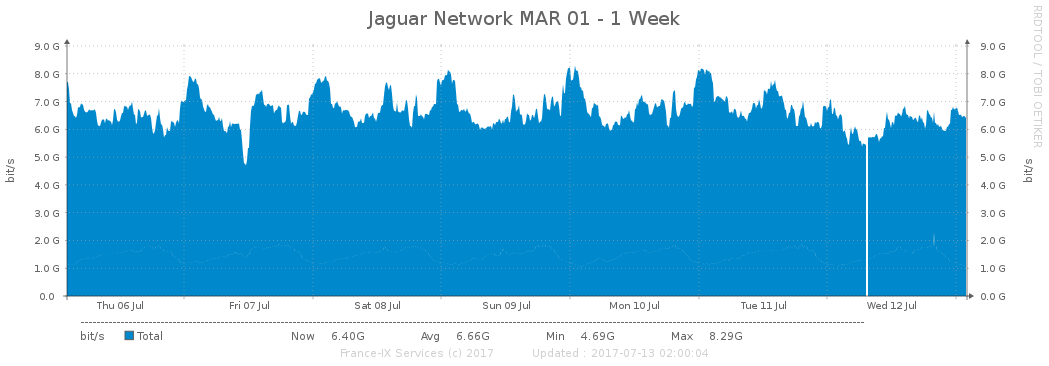 Jaguar Network MAR 01 - 1 Week
RRDTOOL / TOBI OETIKER
9.0 G 9.0 G
8.0 G 8.0 G
7.0 G 7.0 G
6.0 G 6.0 G
5.0 G 5.0 G
4.0 G 4.0 G
3.0 G 3.0 G
2.0 G 2.0 G
1.0 G 1.0 G
0.0 0.0 G
bit/s bit/s
Thu 06 Jul Fri 07 Jul Sat 08 Jul Sun 09 Jul Mon 10 Jul Tue 11 Jul Wed 12 Jul
bit/s Total Now 6.40G Avg 6.66G Min 4.69G Max 8.29G
France-IX Services (c) 2017 Updated : 2017-07-13 02:00:04